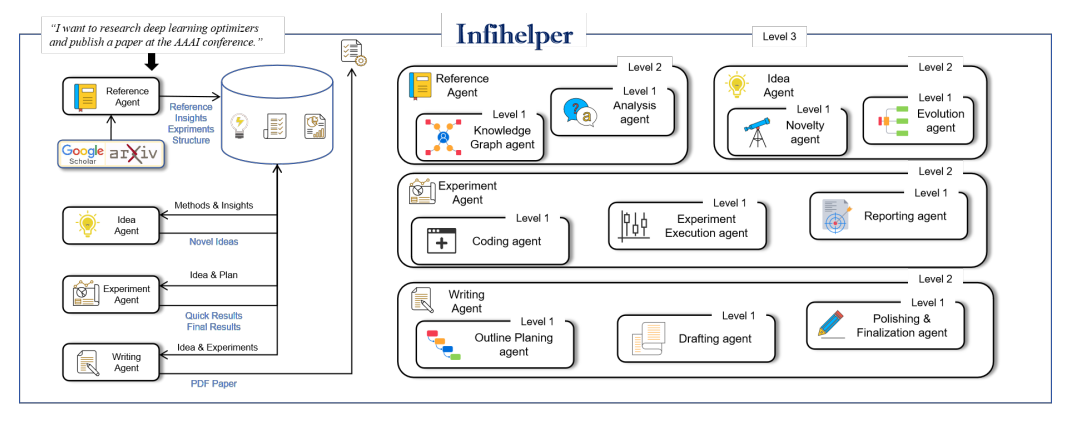 “I want to research deep learning optimizers
and publish a paper at the AAAI conference.”
Infihelper
Level 3
Reference
Agent
Reference
Insights
Expriments
Structure
Google
Scholar
arXiv
Methods & Insights
Idea
Agent
Novel Ideas
Idea & Plan
Experiment
Agent
Quick Results
Final Results
Idea & Experiments
Writing
Agent
PDF Paper
Level 2
Reference
Agent
Level 1
Knowledge
Graph agent
Level 1
Analysis
agent
? a
Level 2
Idea
Agent
Level 1
Novelty
agent
Level 1
Evolution
agent
Level 2
Experiment
Agent
Level 1
Coding agent
Level 1
Experiment
Execution agent
Level 1
Reporting agent
Level 2
Writing
Agent
Level 1
Outline Planing
agent
Level 1
Drafting agent
Level 1
Polishing &
Finalization agent